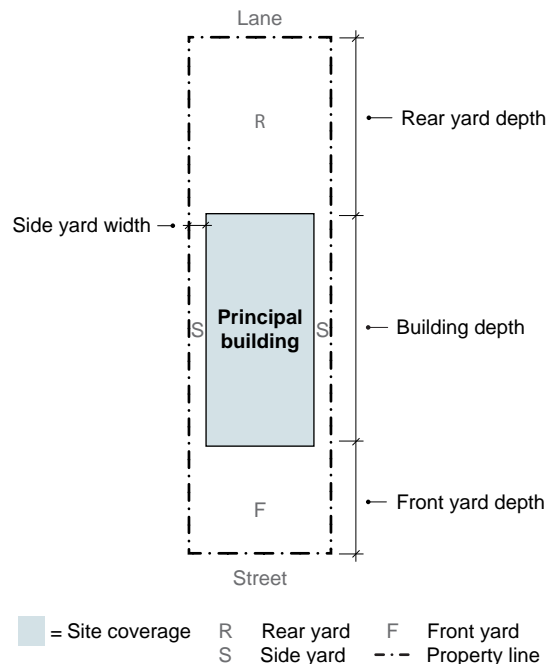 Lane
R
Rear yard depth
Side yard width
S
Principal
building
S
Building depth
F
Front yard depth
Street
= Site coverage R Rear yard F Front yard
S Side yard Property line